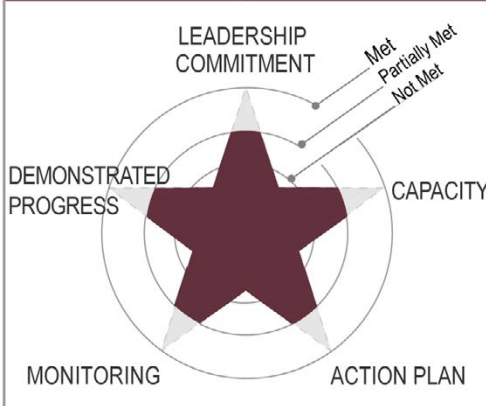 LEADERSHIP
COMMITMENT
Met
Partially Met
Not Met
DEMONSTRATED
PROGRESS
CAPACITY
MONITORING
ACTION PLAN